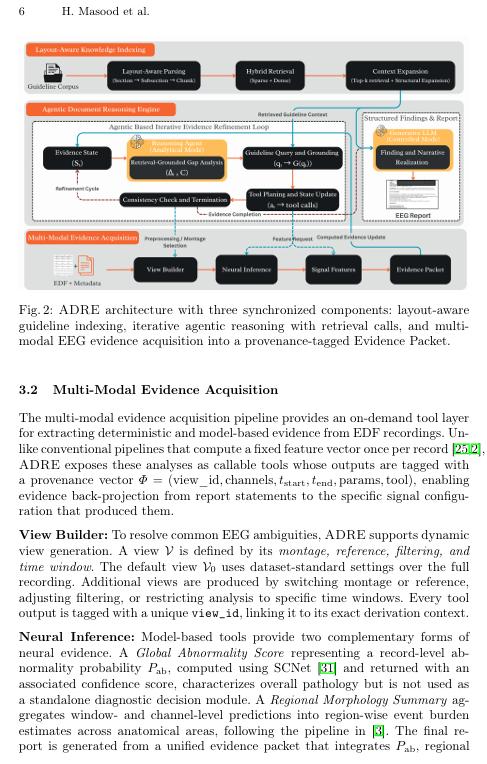 6 H. Masood et al.
Layout-Aware Knowledge Indexing
Guideline Corpus
Layout-Aware Parsing
(Section → Subsection → Chunk)
Hybrid Retrieval
(Sparse + Dense)
Context Expansion
(Top-k retrieval + Structural Expansion)
Agentic Document Reasoning Engine
Retrieved Guideline Context
Structured Findings & Report
Agentic Based Iterative Evidence Refinement Loop
Evidence State
(Sₜ)
Reasoning Agent
(Analytical Mode)
Retrieval-Grounded Gap Analysis
Guideline Query and Grounding
(qₜ → G(qₜ))
Generative LLM
(Controlled Mode)
Finding and Narrative
Realization
Refinement Cycle
Consistency Check and Termination
Tool Planing and State Update
(aₜ → tool calls)
Evidence Completion
EEG Report
Multi-Modal Evidence Acquisition
Preprocessing / Montage
Selection
Feature Request
Computed Evidence Update
EDF + Metadata
View Builder
Neural Inference
Signal Features
Evidence Packet
Fig. 2: ADRE architecture with three synchronized components: layout-aware
guideline indexing, iterative agentic reasoning with retrieval calls, and multi-
modal EEG evidence acquisition into a provenance-tagged Evidence Packet.
3.2 Multi-Modal Evidence Acquisition
The multi-modal evidence acquisition pipeline provides an on-demand tool layer
for extracting deterministic and model-based evidence from EDF recordings. Un-
like conventional pipelines that compute a fixed feature vector once per record [25,2],
ADRE exposes these analyses as callable tools whose outputs are tagged with
a provenance vector Φ = (view_id, channels, t_start, t_end, params, tool), enabling
evidence back-projection from report statements to the specific signal configu-
ration that produced them.
View Builder: To resolve common EEG ambiguities, ADRE supports dynamic
view generation. A view V is defined by its montage, reference, filtering, and
time window. The default view V₀ uses dataset-standard settings over the full
recording. Additional views are produced by switching montage or reference,
adjusting filtering, or restricting analysis to specific time windows. Every tool
output is tagged with a unique view_id, linking it to its exact derivation context.
Neural Inference: Model-based tools provide two complementary forms of
neural evidence. A Global Abnormality Score representing a record-level ab-
normality probability P_ab, computed using SCNet [31] and returned with an
associated confidence score, characterizes overall pathology but is not used as
a standalone diagnostic decision module. A Regional Morphology Summary ag-
gregates window- and channel-level predictions into region-wise event burden
estimates across anatomical areas, following the pipeline in [3]. The final re-
port is generated from a unified evidence packet that integrates P_ab, regional